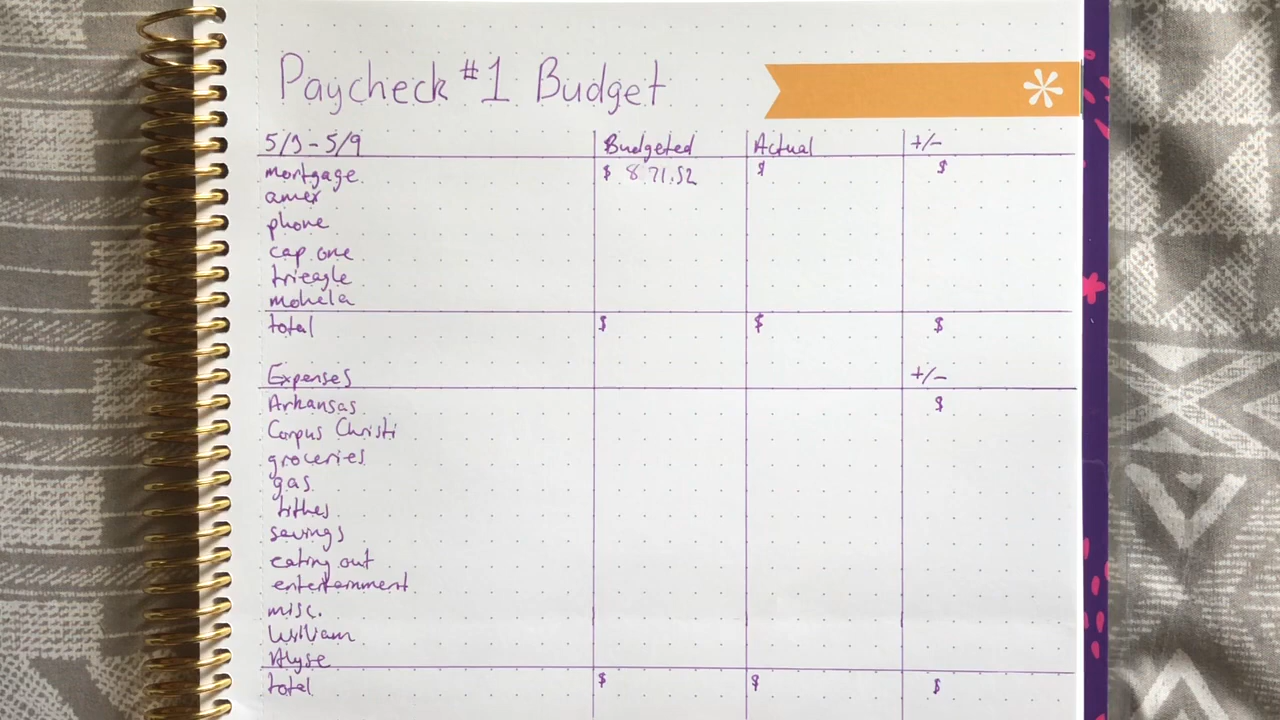 Paycheck #1 Budget
5/3-5/9 Budgeted Actual +/-
mortgage $ 871.52 $ $
amex
phone
cap one
trieagle
mohela
total $ $ $
Expenses +/-
Arkansas $
Corpus Christi
groceries
gas
tithes
savings
eating out
entertainment
misc.
William
Alyse
total $ $ $